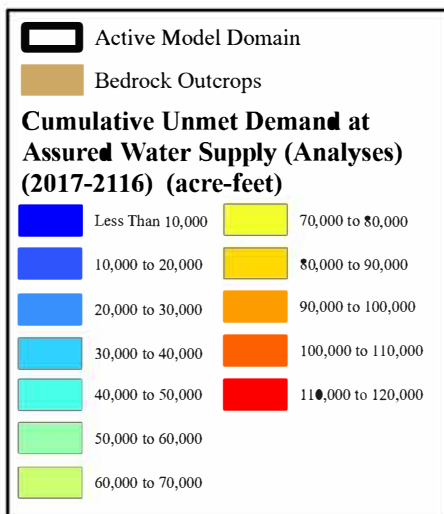 Active Model Domain
Bedrock Outcrops
Cumulative Unmet Demand at
Assured Water Supply (Analyses)
(2017-2116) (acre-feet)
Less Than 10,000
10,000 to 20,000
20,000 to 30,000
30,000 to 40,000
40,000 to 50,000
50,000 to 60,000
60,000 to 70,000
70,000 to 80,000
80,000 to 90,000
90,000 to 100,000
100,000 to 110,000
110,000 to 120,000